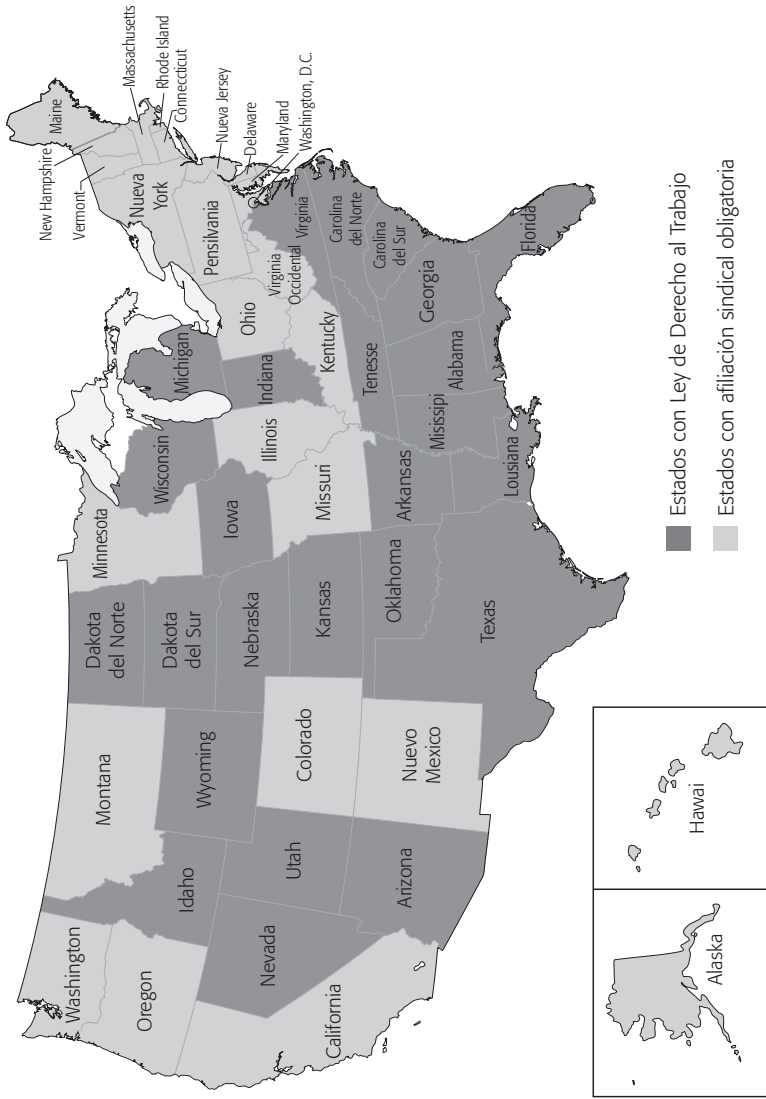 Washington
Oregon
California
Nevada
Idaho
Montana
Wyoming
Utah
Arizona
Colorado
Nuevo
Mexico
Dakota
del Norte
Dakota
del Sur
Nebraska
Kansas
Oklahoma
Texas
Minnesota
Iowa
Missuri
Arkansas
Lousiana
Wisconsin
Illinois
Michigan
Indiana
Ohio
Kentucky
Tenesse
Misisipi
Alabama
Georgia
Florida
Carolina
del Sur
Carolina
del Norte
Virginia
Virginia
Occidental
Pensilvania
Nueva
York
Vermont
New Hampshire
Maine
Massachusetts
Rhode Island
Connecticut
Nueva Jersey
Delaware
Maryland
Washington, D.C.
Alaska
Hawai
Estados con Ley de Derecho al Trabajo
Estados con afiliación sindical obligatoria